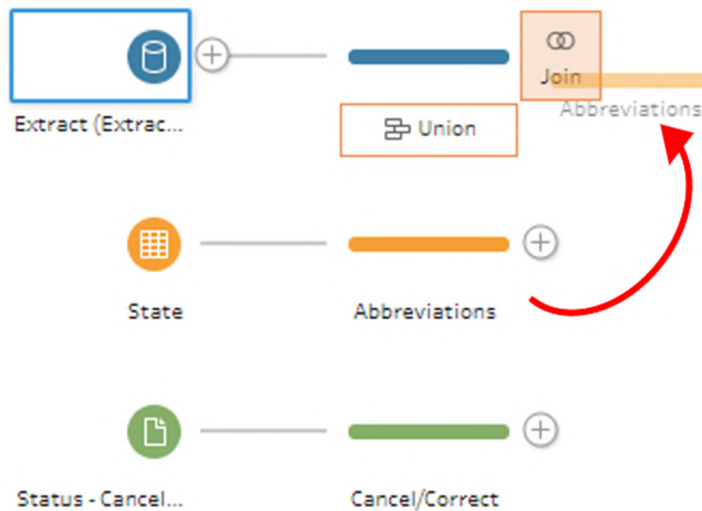 Join
Abbreviations
Extract (Extrac...
Union
State
Abbreviations
Status - Cancel...
Cancel/Correct